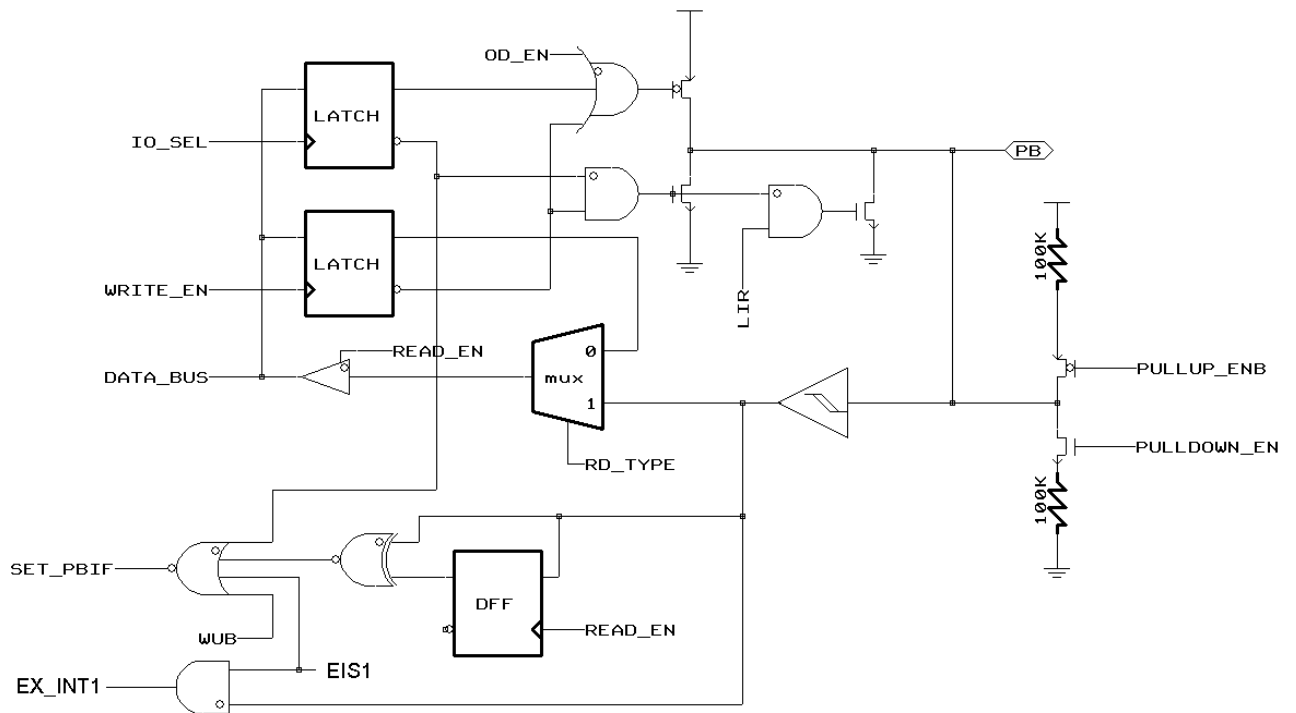 OD_EN
LATCH
IO_SEL
PB
LATCH
100K
WRITE_EN
LIR
READ_EN
0
DATA_BUS
mux
PULLUP_ENB
1
PULLDOWN_EN
RD_TYPE
100K
SET_PBIF
DFF
READ_EN
WUB
EIS1
EX_INT1